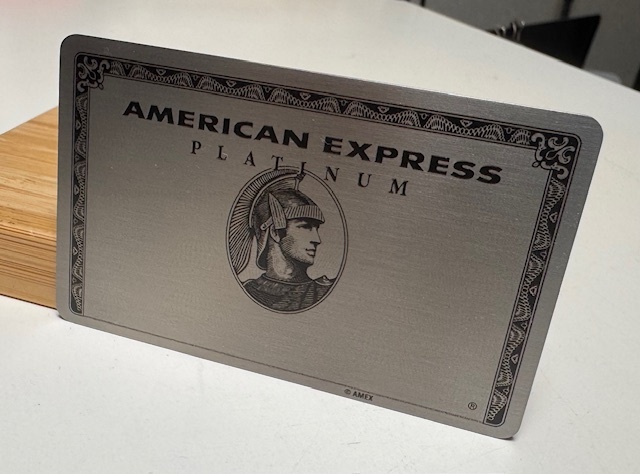 AMERICAN EXPRESS
PLATINUM
© AMEX
®